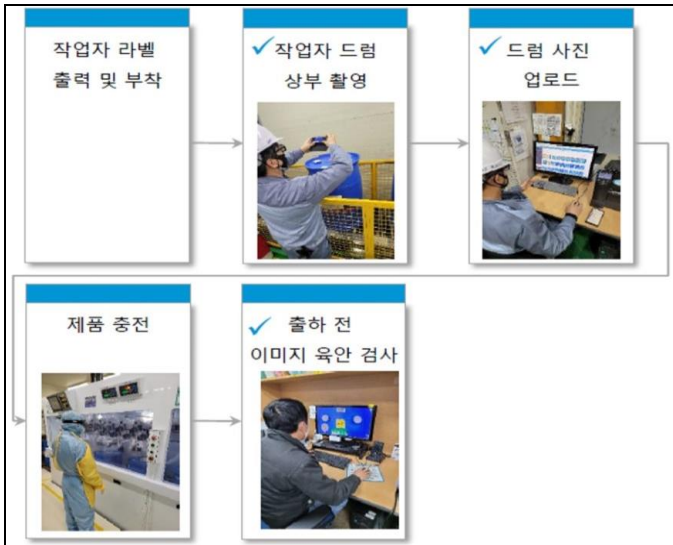 작업자 라벨
출력 및 부착
작업자 드럼
상부 촬영
드럼 사진
업로드
제품 충전
출하 전
이미지 육안 검사